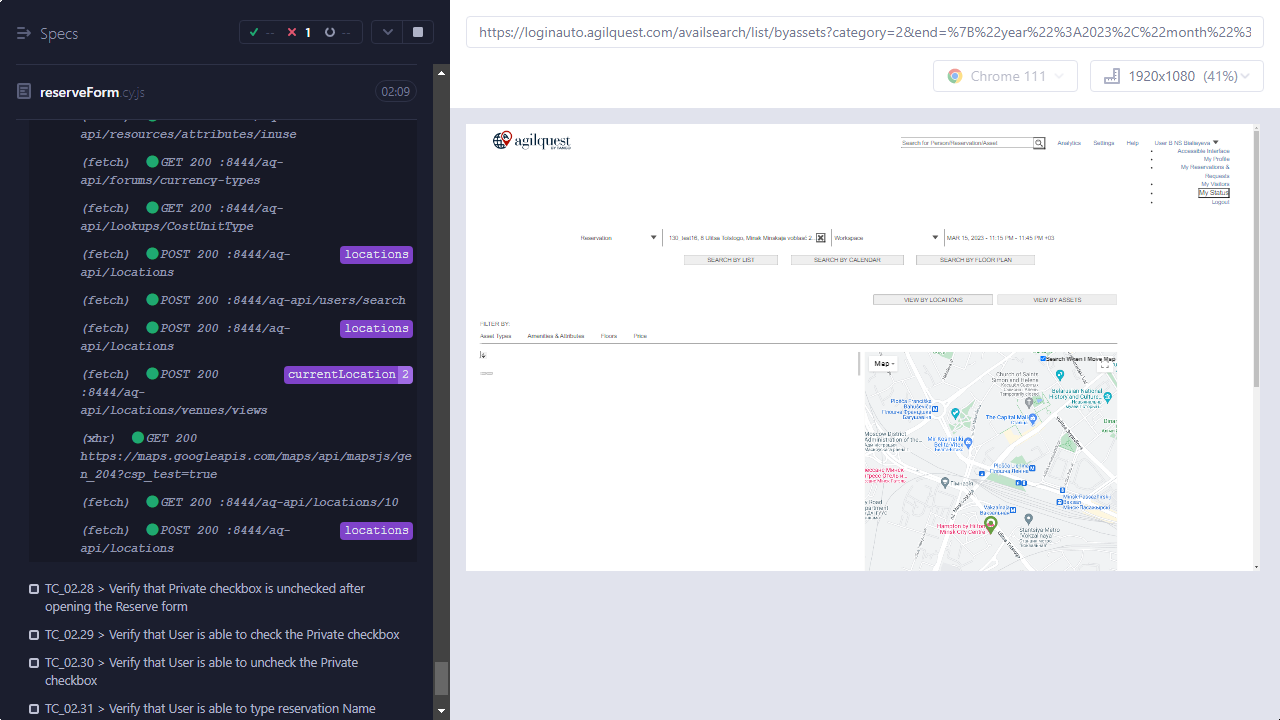 Specs
--
1
--
reserveForm.cy.js
02:09
api/resources/attributes/inuse
(fetch) GET 200 :8444/aq-
api/forums/currency-types
(fetch) GET 200 :8444/aq-
api/lookups/CostUnitType
(fetch) POST 200 :8444/aq- locations
api/locations
(fetch) POST 200 :8444/aq-api/users/search
(fetch) POST 200 :8444/aq- locations
api/locations
(fetch) POST 200 currentLocation 2
:8444/aq-
api/locations/venues/views
(xhr) GET 200
https://maps.googleapis.com/maps/api/mapsjs/ge
n_204?csp_test=true
(fetch) GET 200 :8444/aq-api/locations/10
(fetch) POST 200 :8444/aq- locations
api/locations
TC_02.28 > Verify that Private checkbox is unchecked after
opening the Reserve form
TC_02.29 > Verify that User is able to check the Private checkbox
TC_02.30 > Verify that User is able to uncheck the Private
checkbox
TC_02.31 > Verify that User is able to type reservation Name
https://loginauto.agilquest.com/availsearch/list/byassets?category=2&end=%7B%22year%22%3A2023%2C%22month%22%3
Chrome 111
1920x1080 (41%)
agilquest
Search for Person/Reservation/Asset
Analytics
Settings
Help
User B NS Bialiayeva
Accessible Interface
My Profile
My Reservations &
Requests
My Visitors
My Status
Logout
Reservation
Workspace
MAR 15, 2023 - 11:15 PM - 11:45 PM +03
SEARCH BY LIST
SEARCH BY CALENDAR
SEARCH BY FLOOR PLAN
VIEW BY LOCATIONS
VIEW BY ASSETS
FILTER BY:
Asset Types
Amenities & Attributes
Floors
Price
Map
Search When I Move Map
Church of Saints
Simon and Helena
Temporarily closed
Belarusian National
History and Cultural
The Capital Mall
Moscow District
Administration of the...
Hampton by Hilton
Minsk City Centre
Stantsiya Metro